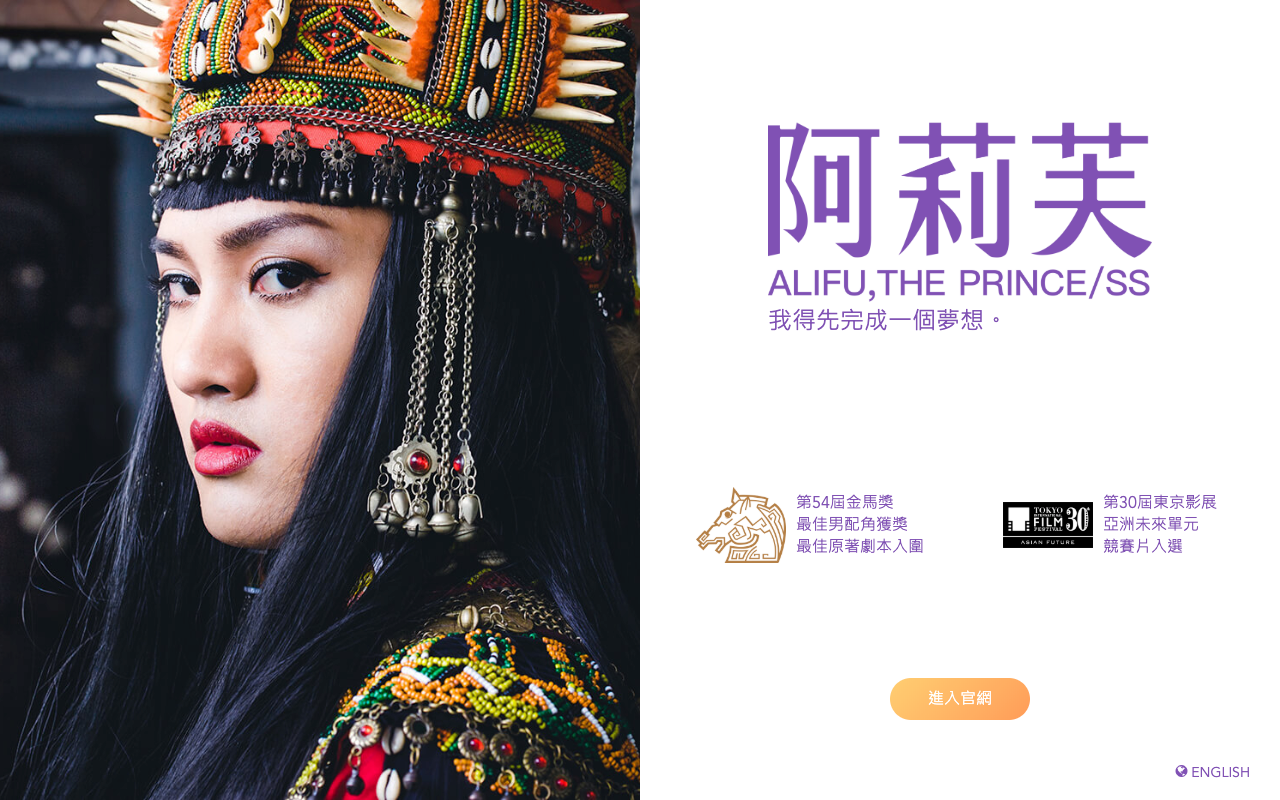 阿莉芙
ALIFU,THE PRINCE/SS
我得先完成一個夢想。
第54屆金馬獎
最佳男配角獲獎
最佳原著劇本入圍
TOKYO
INTERNATIONAL
FILM
FESTIVAL
30th
ASIAN FUTURE
第30屆東京影展
亞洲未來單元
競賽片入選
進入官網
ENGLISH